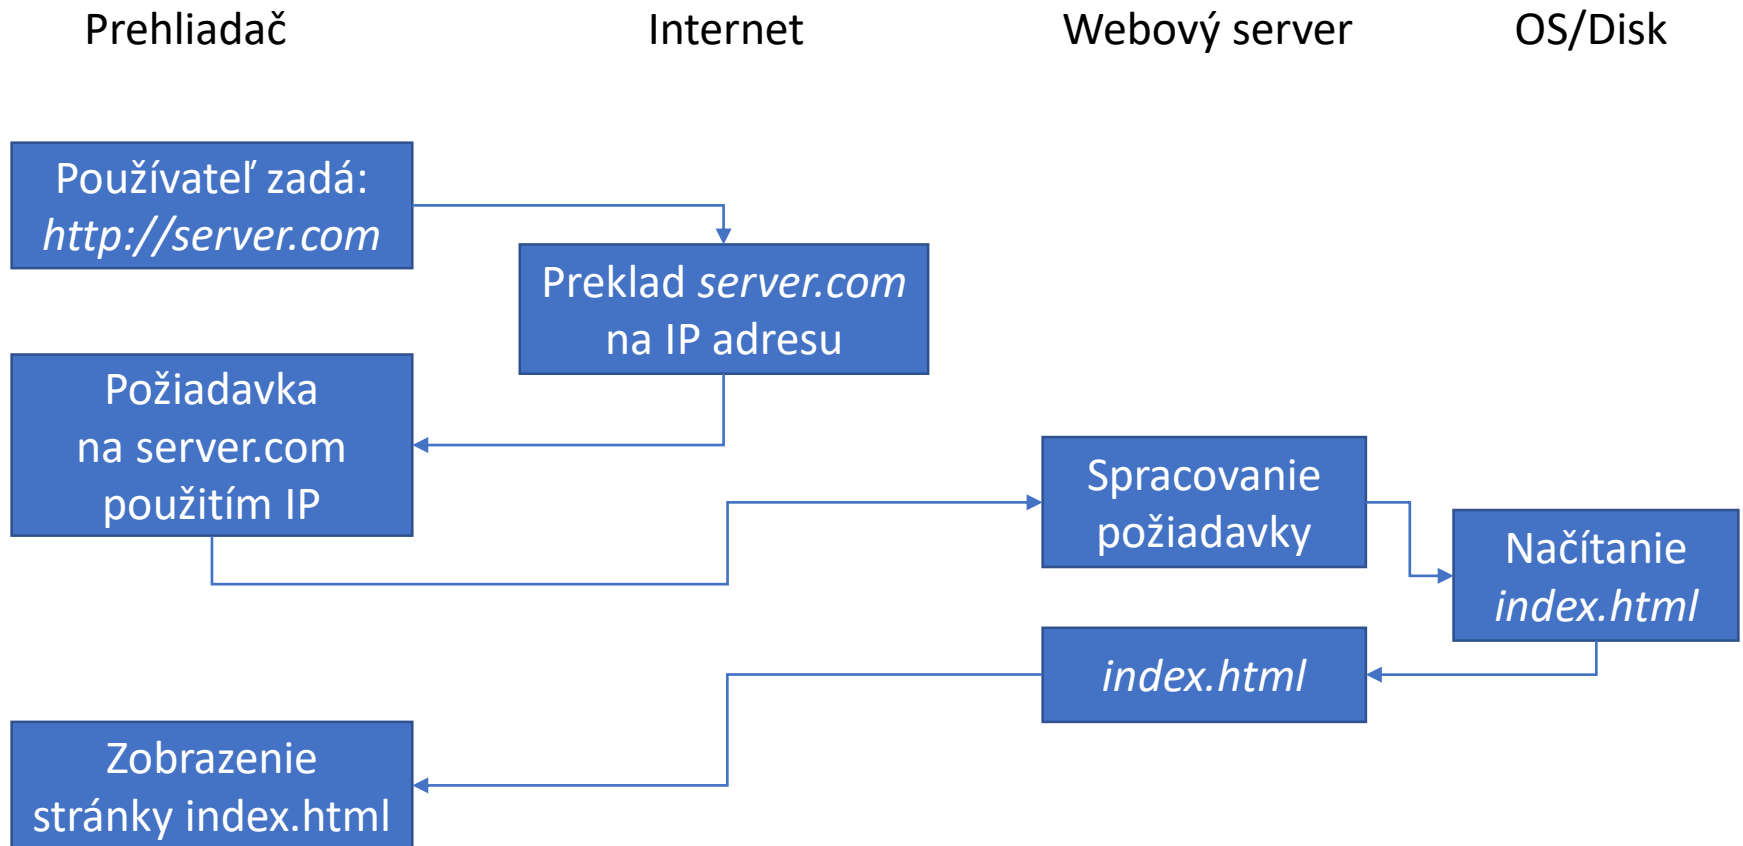 Prehliadač
Internet
Webový server
OS/Disk
Používateľ zadá:
http://server.com
Preklad server.com
na IP adresu
Požiadavka
na server.com
použitím IP
Spracovanie
požiadavky
Načítanie
index.html
index.html
Zobrazenie
stránky index.html